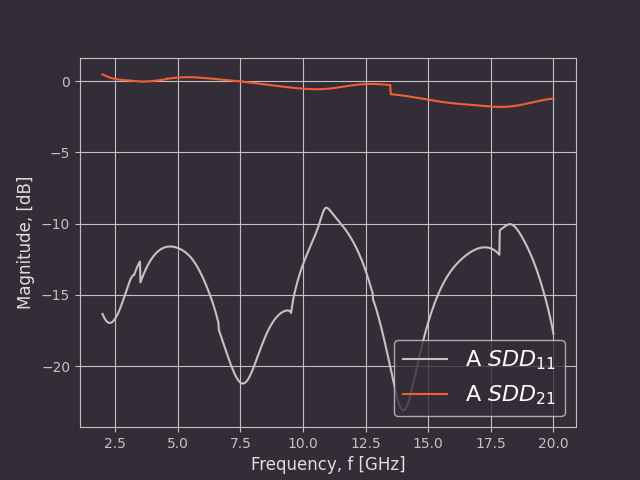 0
−5
−10
−15
−20
Magnitude, [dB]
2.5 5.0 7.5 10.0 12.5 15.0 17.5 20.0
Frequency, f [GHz]
A SDD₁₁
A SDD₂₁